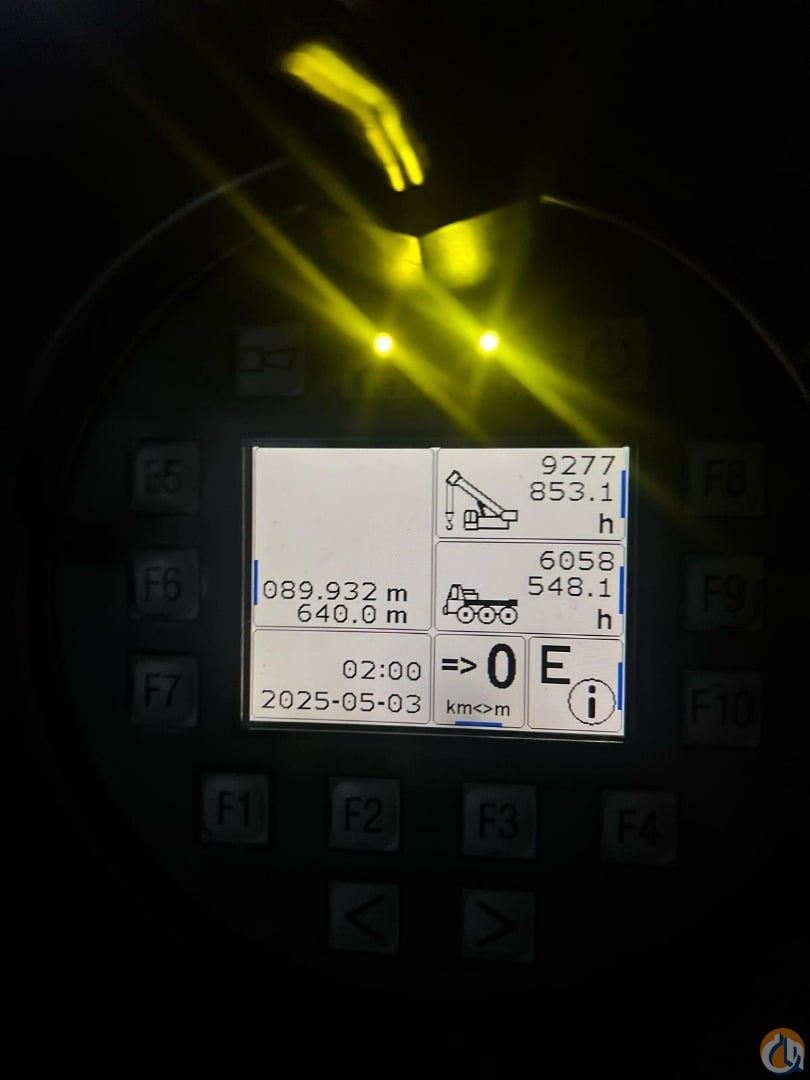 F5
F6
F7
089.932 m
640.0 m
02:00
2025-05-03
9277
853.1
h
6058
548.1
h
=> 0
km<>m
E
i
F8
F9
F10
F1
F2
F3
F4
< >